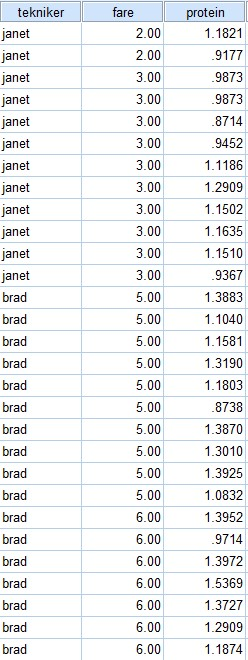 tekniker fare protein
janet 2.00 1.1821
janet 2.00 .9177
janet 3.00 .9873
janet 3.00 .9873
janet 3.00 .8714
janet 3.00 .9452
janet 3.00 1.1186
janet 3.00 1.2909
janet 3.00 1.1502
janet 3.00 1.1635
janet 3.00 1.1510
janet 3.00 .9367
brad 5.00 1.3883
brad 5.00 1.1040
brad 5.00 1.1581
brad 5.00 1.3190
brad 5.00 1.1803
brad 5.00 .8738
brad 5.00 1.3870
brad 5.00 1.3010
brad 5.00 1.3925
brad 5.00 1.0832
brad 6.00 1.3952
brad 6.00 .9714
brad 6.00 1.3972
brad 6.00 1.5369
brad 6.00 1.3727
brad 6.00 1.2909
brad 6.00 1.1874